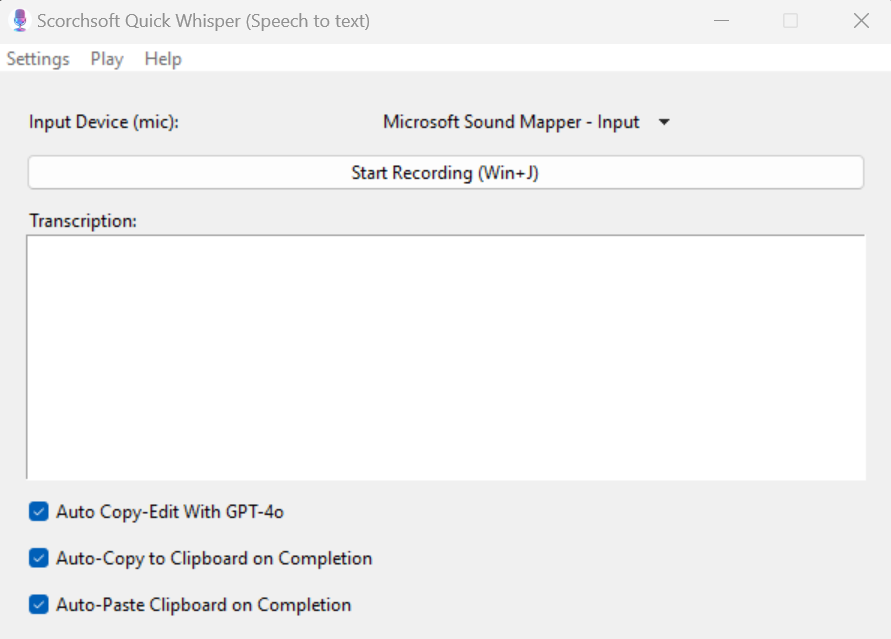 Scorchsoft Quick Whisper (Speech to text)
Settings Play Help
Input Device (mic): Microsoft Sound Mapper - Input
Start Recording (Win+J)
Transcription:
Auto Copy-Edit With GPT-4o
Auto-Copy to Clipboard on Completion
Auto-Paste Clipboard on Completion